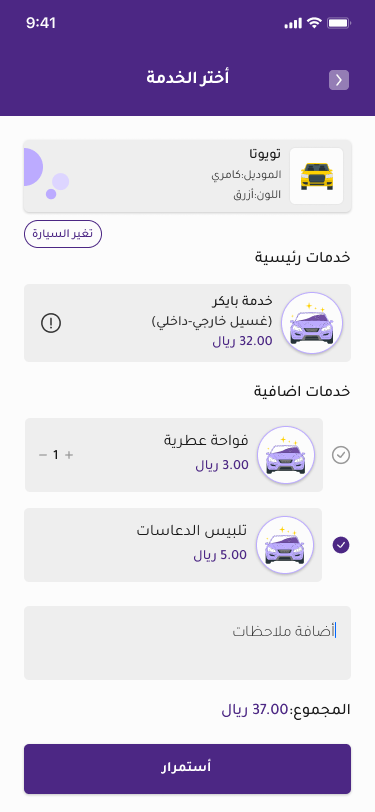 9:41
أختر الخدمة
تويوتا
الموديل:كامري
اللون:أزرق
تغير السيارة
خدمات رئيسية
خدمة بايكر
(غسيل خارجي-داخلي)
32.00 ريال
خدمات اضافية
فواحة عطرية
3.00 ريال
− 1 +
تلبيس الدعاسات
5.00 ريال
أضافة ملاحظات
المجموع:37.00 ريال
أستمرار